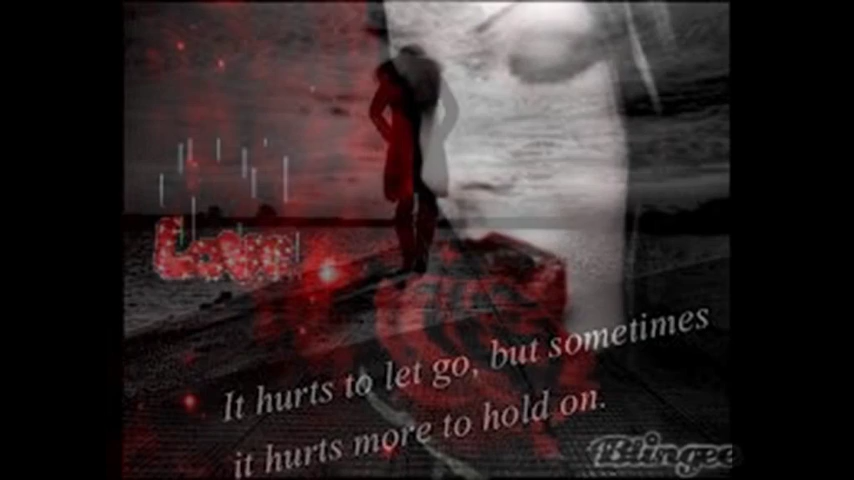 Love
It hurts to let go, but sometimes
it hurts more to hold on.
Blingee